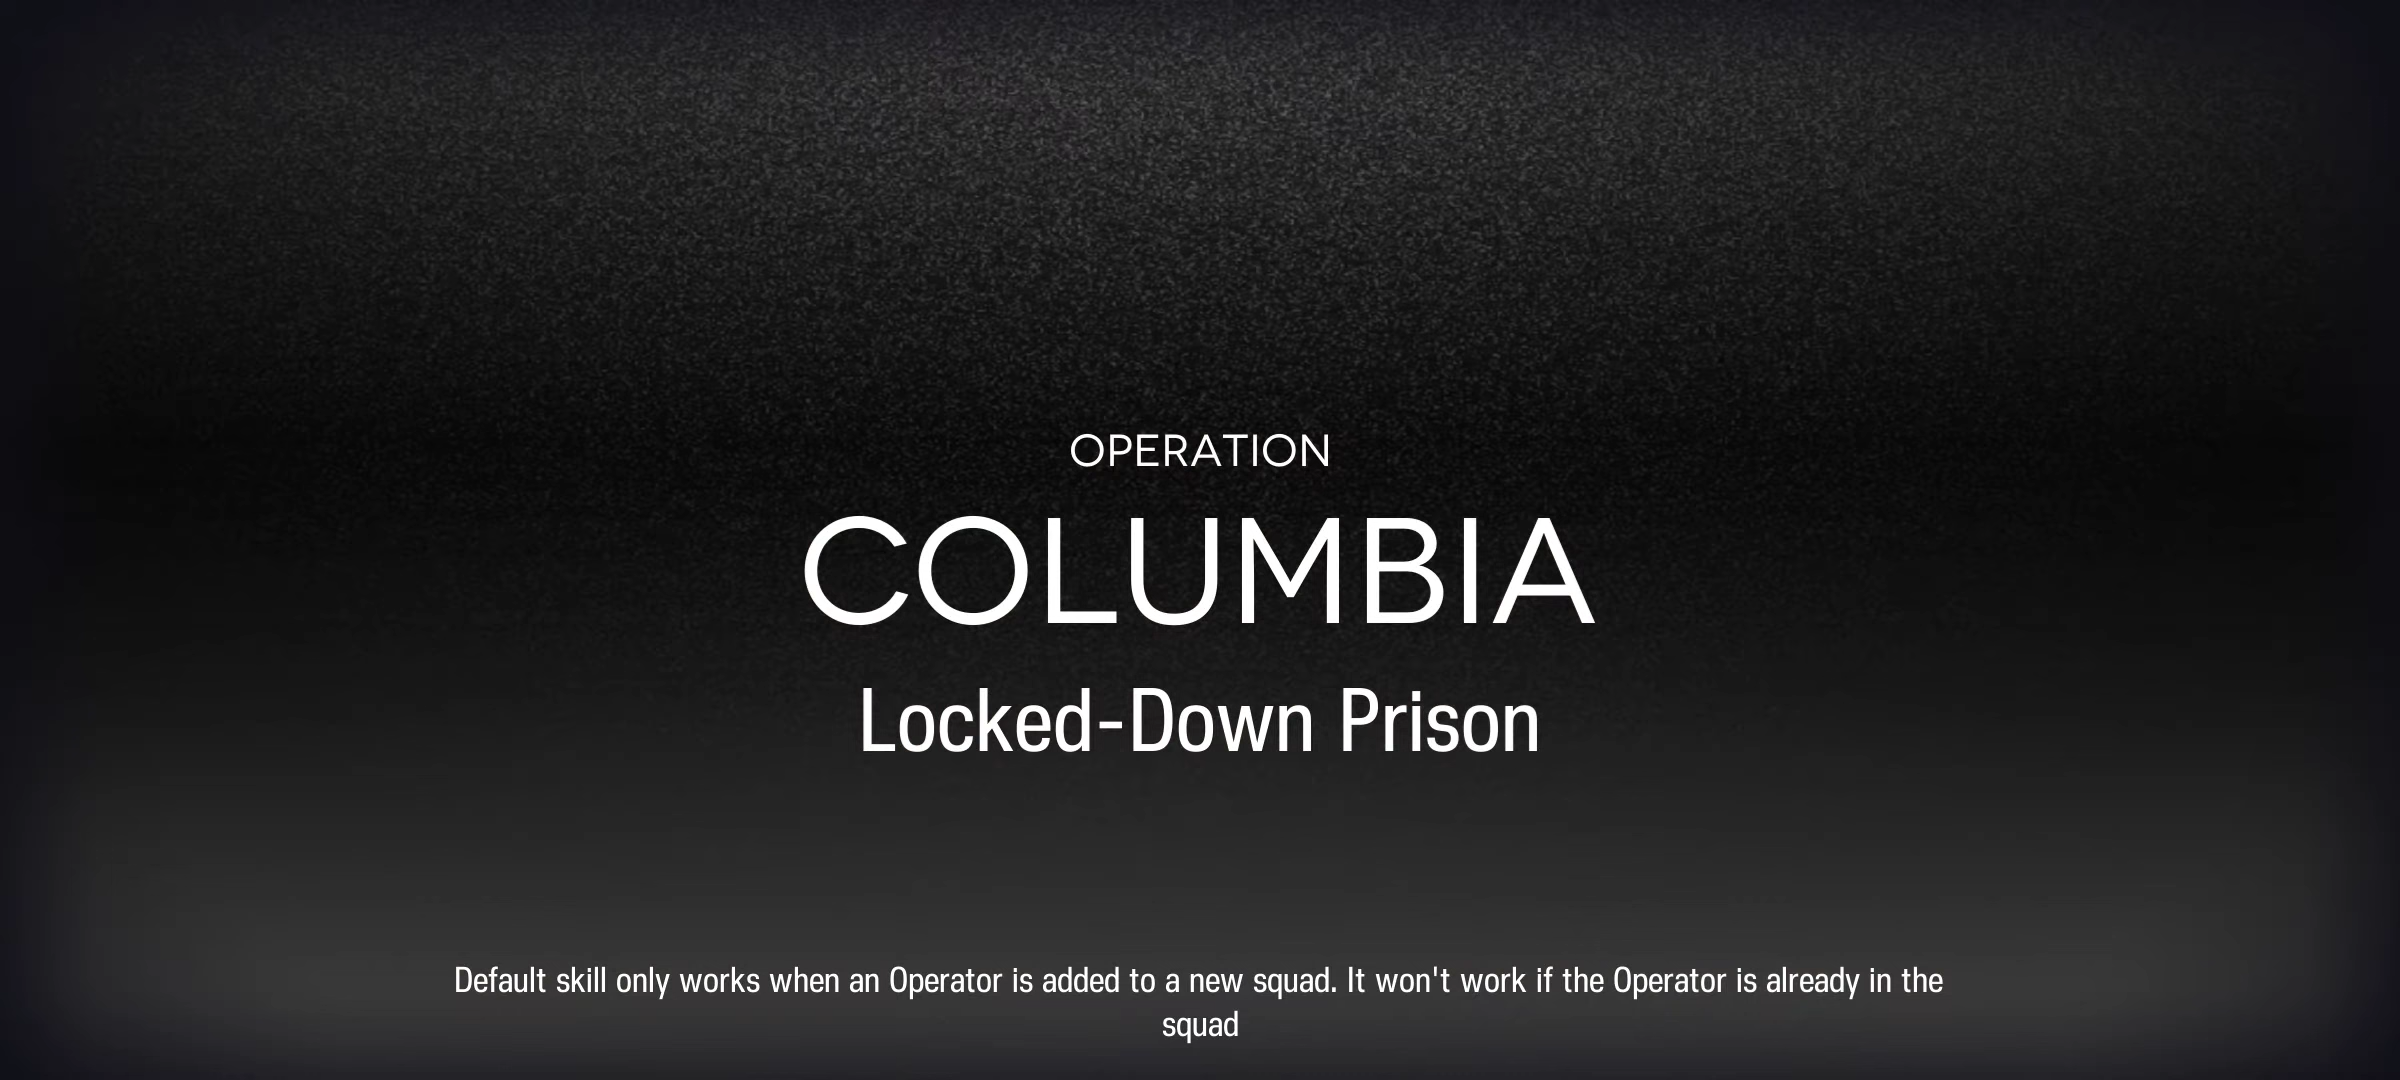 OPERATION
COLUMBIA
Locked-Down Prison
Default skill only works when an Operator is added to a new squad. It won't work if the Operator is already in the
squad